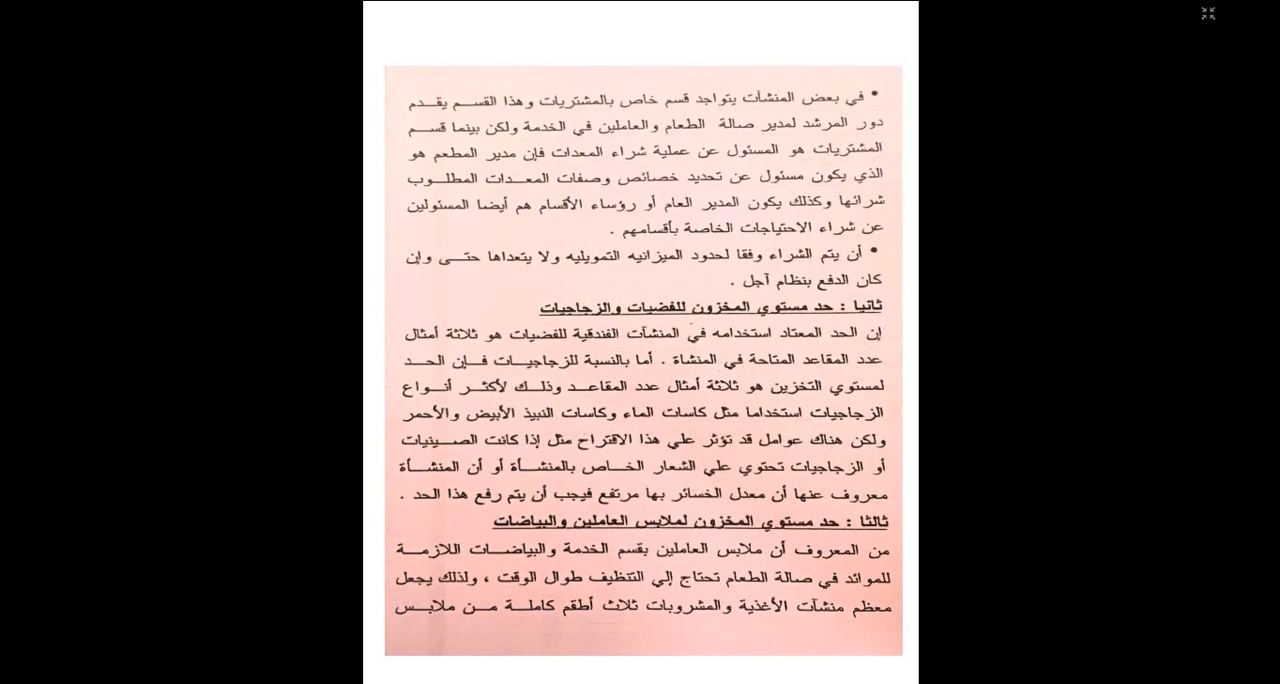 • في بعض المنشآت يتواجد قسم خاص بالمشتريات وهذا القسم يقدم
دور المرشد لمدير صالة الطعام والعاملين في الخدمة ولكن بينما قسم
المشتريات هو المسئول عن عملية شراء المعدات فإن مدير المطعم هو
الذي يكون مسئول عن تحديد خصائص وصفات المعدات المطلوب
شرائها وكذلك يكون المدير العام أو رؤساء الأقسام هم أيضا المسئولين
عن شراء الاحتياجات الخاصة بأقسامهم .
• أن يتم الشراء وفقا لحدود الميزانيه التمويليه ولا يتعداها حتى وإن
كان الدفع بنظام آجل .
ثانيا : حد مستوي المخزون للفضيات والزجاجيات
إن الحد المعتاد استخدامه في المنشآت الفندقية للفضيات هو ثلاثة أمثال
عدد المقاعد المتاحة في المنشاة . أما بالنسبة للزجاجيات فإن الحد
لمستوي التخزين هو ثلاثة أمثال عدد المقاعد وذلك لأكثر أنواع
الزجاجيات استخداما مثل كاسات الماء وكاسات النبيذ الأبيض والأحمر
ولكن هناك عوامل قد تؤثر علي هذا الاقتراح مثل إذا كانت الصينيات
أو الزجاجيات تحتوي علي الشعار الخاص بالمنشأة أو أن المنشأة
معروف عنها أن معدل الخسائر بها مرتفع فيجب أن يتم رفع هذا الحد .
ثالثا : حد مستوي المخزون لملابس العاملين والبياضات
من المعروف أن ملابس العاملين بقسم الخدمة والبياضات اللازمة
للموائد في صالة الطعام تحتاج إلي التنظيف طوال الوقت ، ولذلك يجعل
معظم منشآت الأغذية والمشروبات ثلاث أطقم كاملة من ملابس